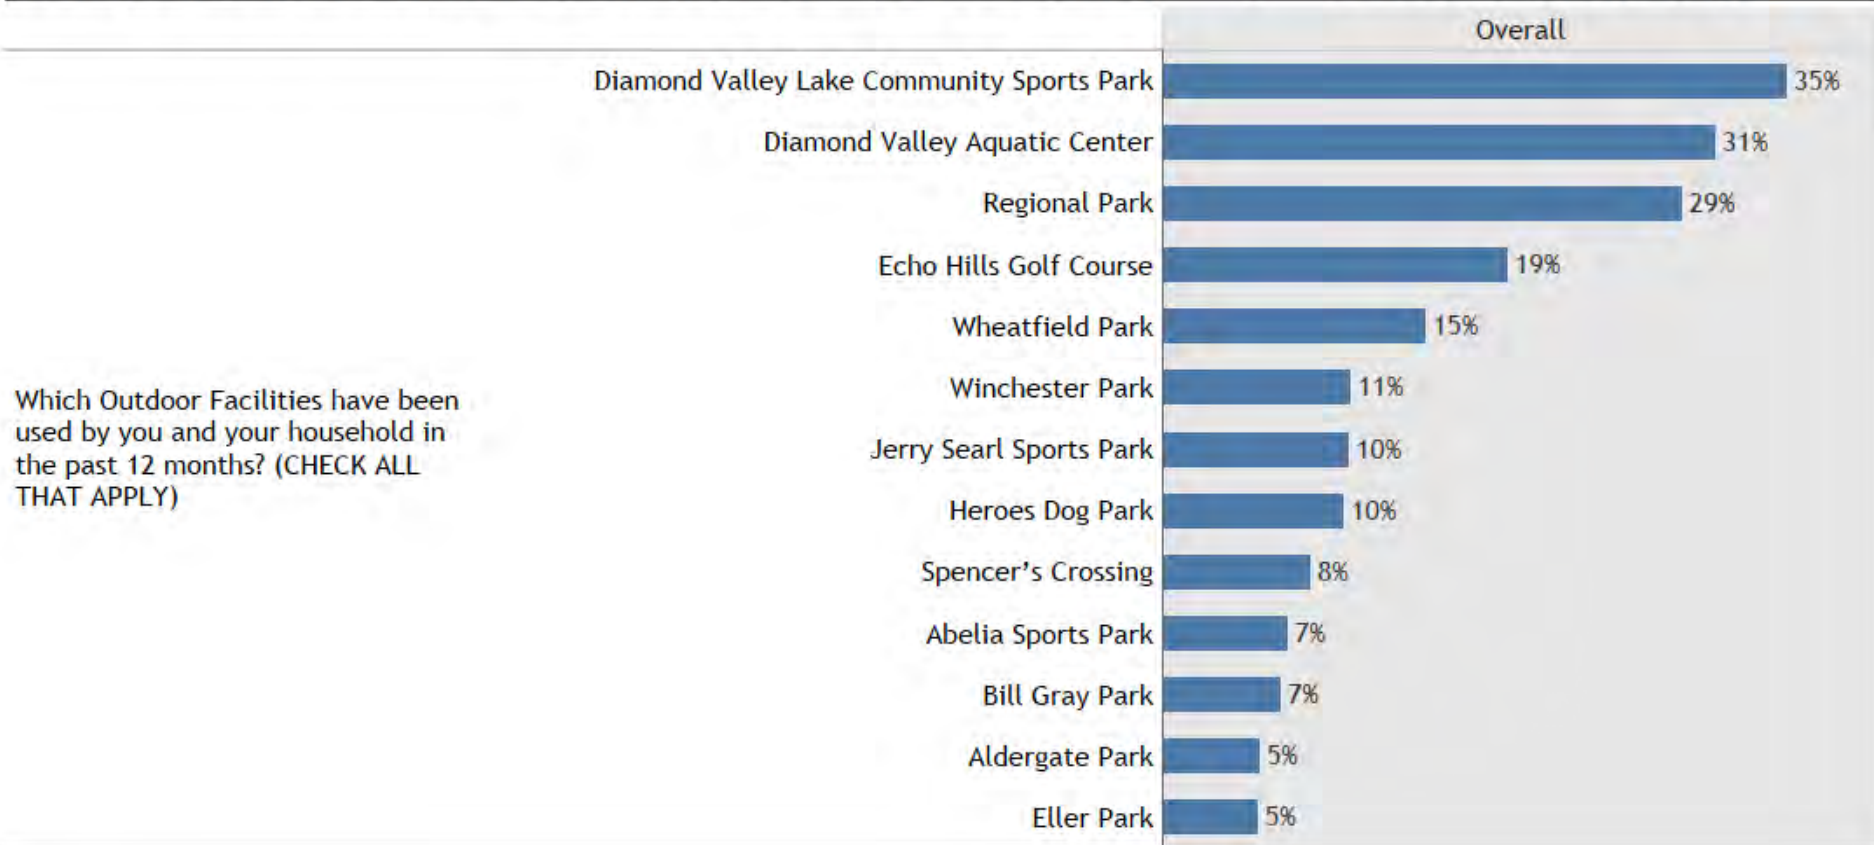 Overall
Diamond Valley Lake Community Sports Park 35%
Diamond Valley Aquatic Center 31%
Regional Park 29%
Echo Hills Golf Course 19%
Wheatfield Park 15%
Winchester Park 11%
Which Outdoor Facilities have been
used by you and your household in
the past 12 months? (CHECK ALL
THAT APPLY)
Jerry Searl Sports Park 10%
Heroes Dog Park 10%
Spencer’s Crossing 8%
Abelia Sports Park 7%
Bill Gray Park 7%
Aldergate Park 5%
Eller Park 5%